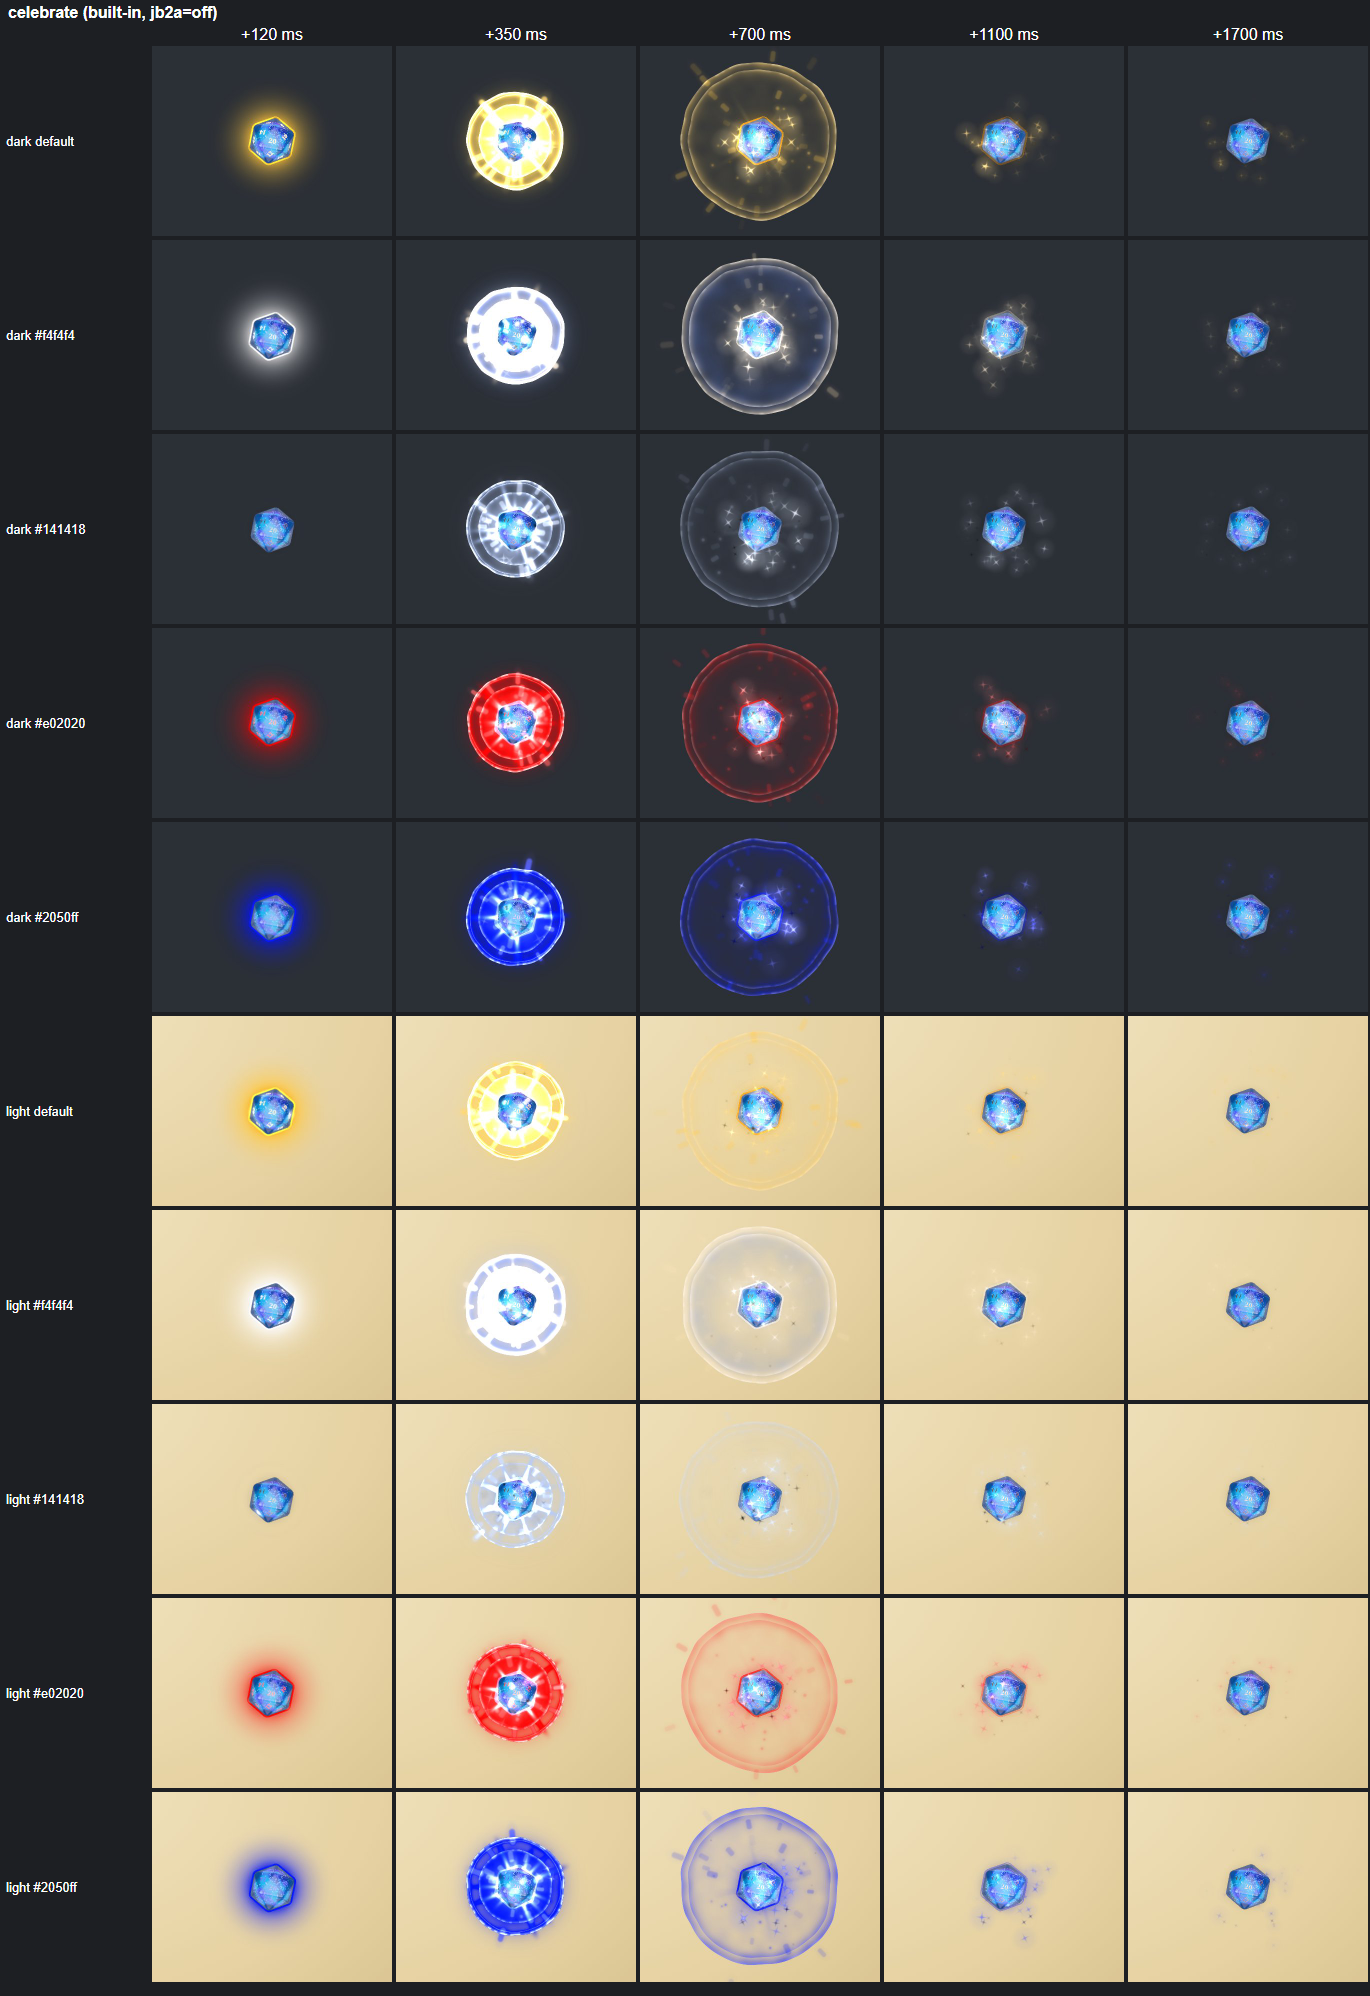 celebrate (built-in, jb2a=off)
+120 ms +350 ms +700 ms +1100 ms +1700 ms
dark default
dark #f4f4f4
dark #141418
dark #e02020
dark #2050ff
light default
light #f4f4f4
light #141418
light #e02020
light #2050ff